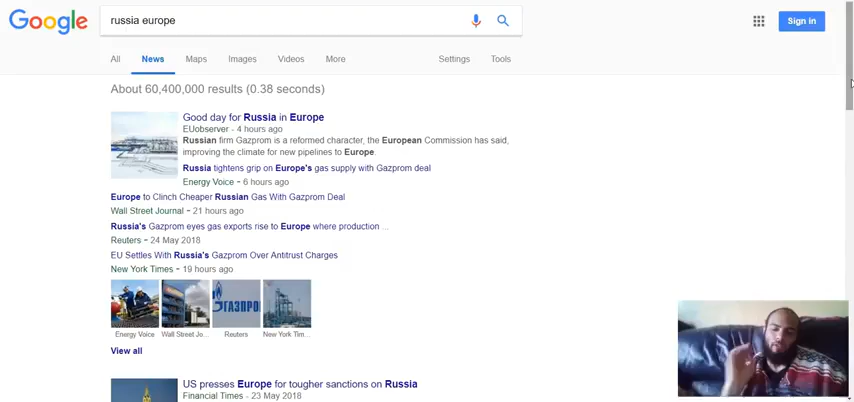 Google
russia europe
Sign in
All News Maps Images Videos More Settings Tools
About 60,400,000 results (0.38 seconds)
Good day for Russia in Europe
EUobserver - 4 hours ago
Russian firm Gazprom is a reformed character, the European Commission has said,
improving the climate for new pipelines to Europe.
Russia tightens grip on Europe's gas supply with Gazprom deal
Energy Voice - 6 hours ago
Europe to Clinch Cheaper Russian Gas With Gazprom Deal
Wall Street Journal - 21 hours ago
Russia's Gazprom eyes gas exports rise to Europe where production ...
Reuters - 24 May 2018
EU Settles With Russia's Gazprom Over Antitrust Charges
New York Times - 19 hours ago
ГАЗПРО
Energy Voice Wall Street Jo... Reuters New York Tim...
View all
US presses Europe for tougher sanctions on Russia
Financial Times - 23 May 2018